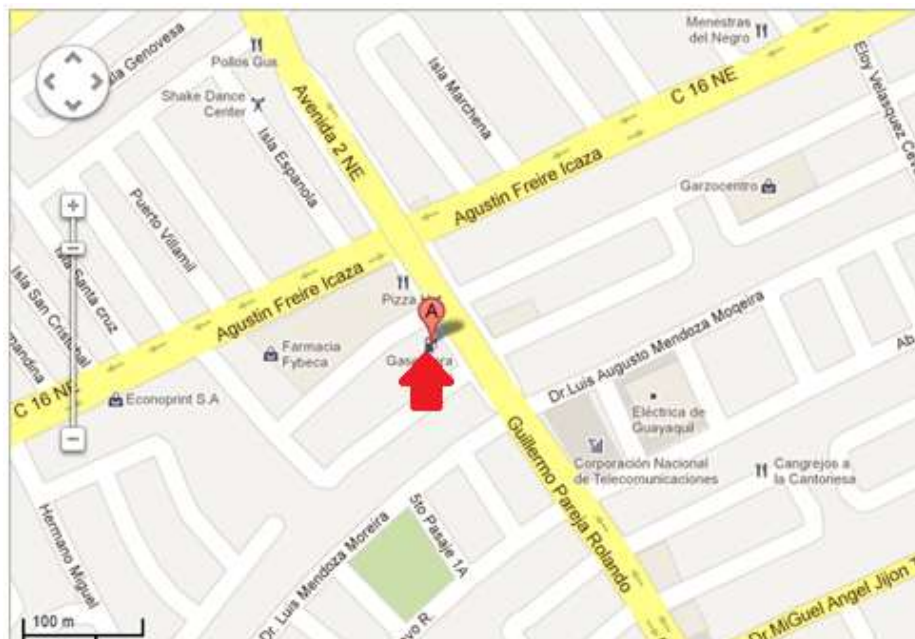 Menestras
del Negro
Isla Genovesa
Pollos Gus
Isla Marchena
C 16 NE
Shake Dance
Center
Avenida 2 NE
Isla Espanola
Agustin Freire Icaza
Garzocentro
Puerto Villamil
Isla Santa cruz
Isla San Cristobal
Agustin Freire Icaza
Pizza
A
Dr.Luis Augusto Mendoza Moqeira
Farmacia
Fybeca
C 16 NE
Econoprint S.A
Eléctrica de
Guayaquil
Guillermo Pareja Rolando
Corporación Nacional
de Telecomunicaciones
Cangrejos a
la Cantonesa
5to Pasaje 1A
Hermano Miguel
Dr. Luis Mendoza Moreira
100 m
Dr MiGuel Angel Jijon